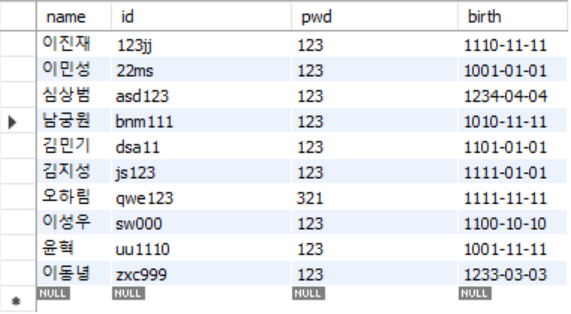 name id pwd birth
이진재 123jj 123 1110-11-11
이민성 22ms 123 1001-01-01
심상범 asd123 123 1234-04-04
남궁원 bnm111 123 1010-11-11
김민기 dsa11 123 1101-01-01
김지성 js123 123 1111-01-01
오하림 qwe123 321 1111-11-11
이성우 sw000 123 1100-10-10
윤혁 uu1110 123 1001-11-11
이동녕 zxc999 123 1233-03-03
NULL NULL NULL NULL